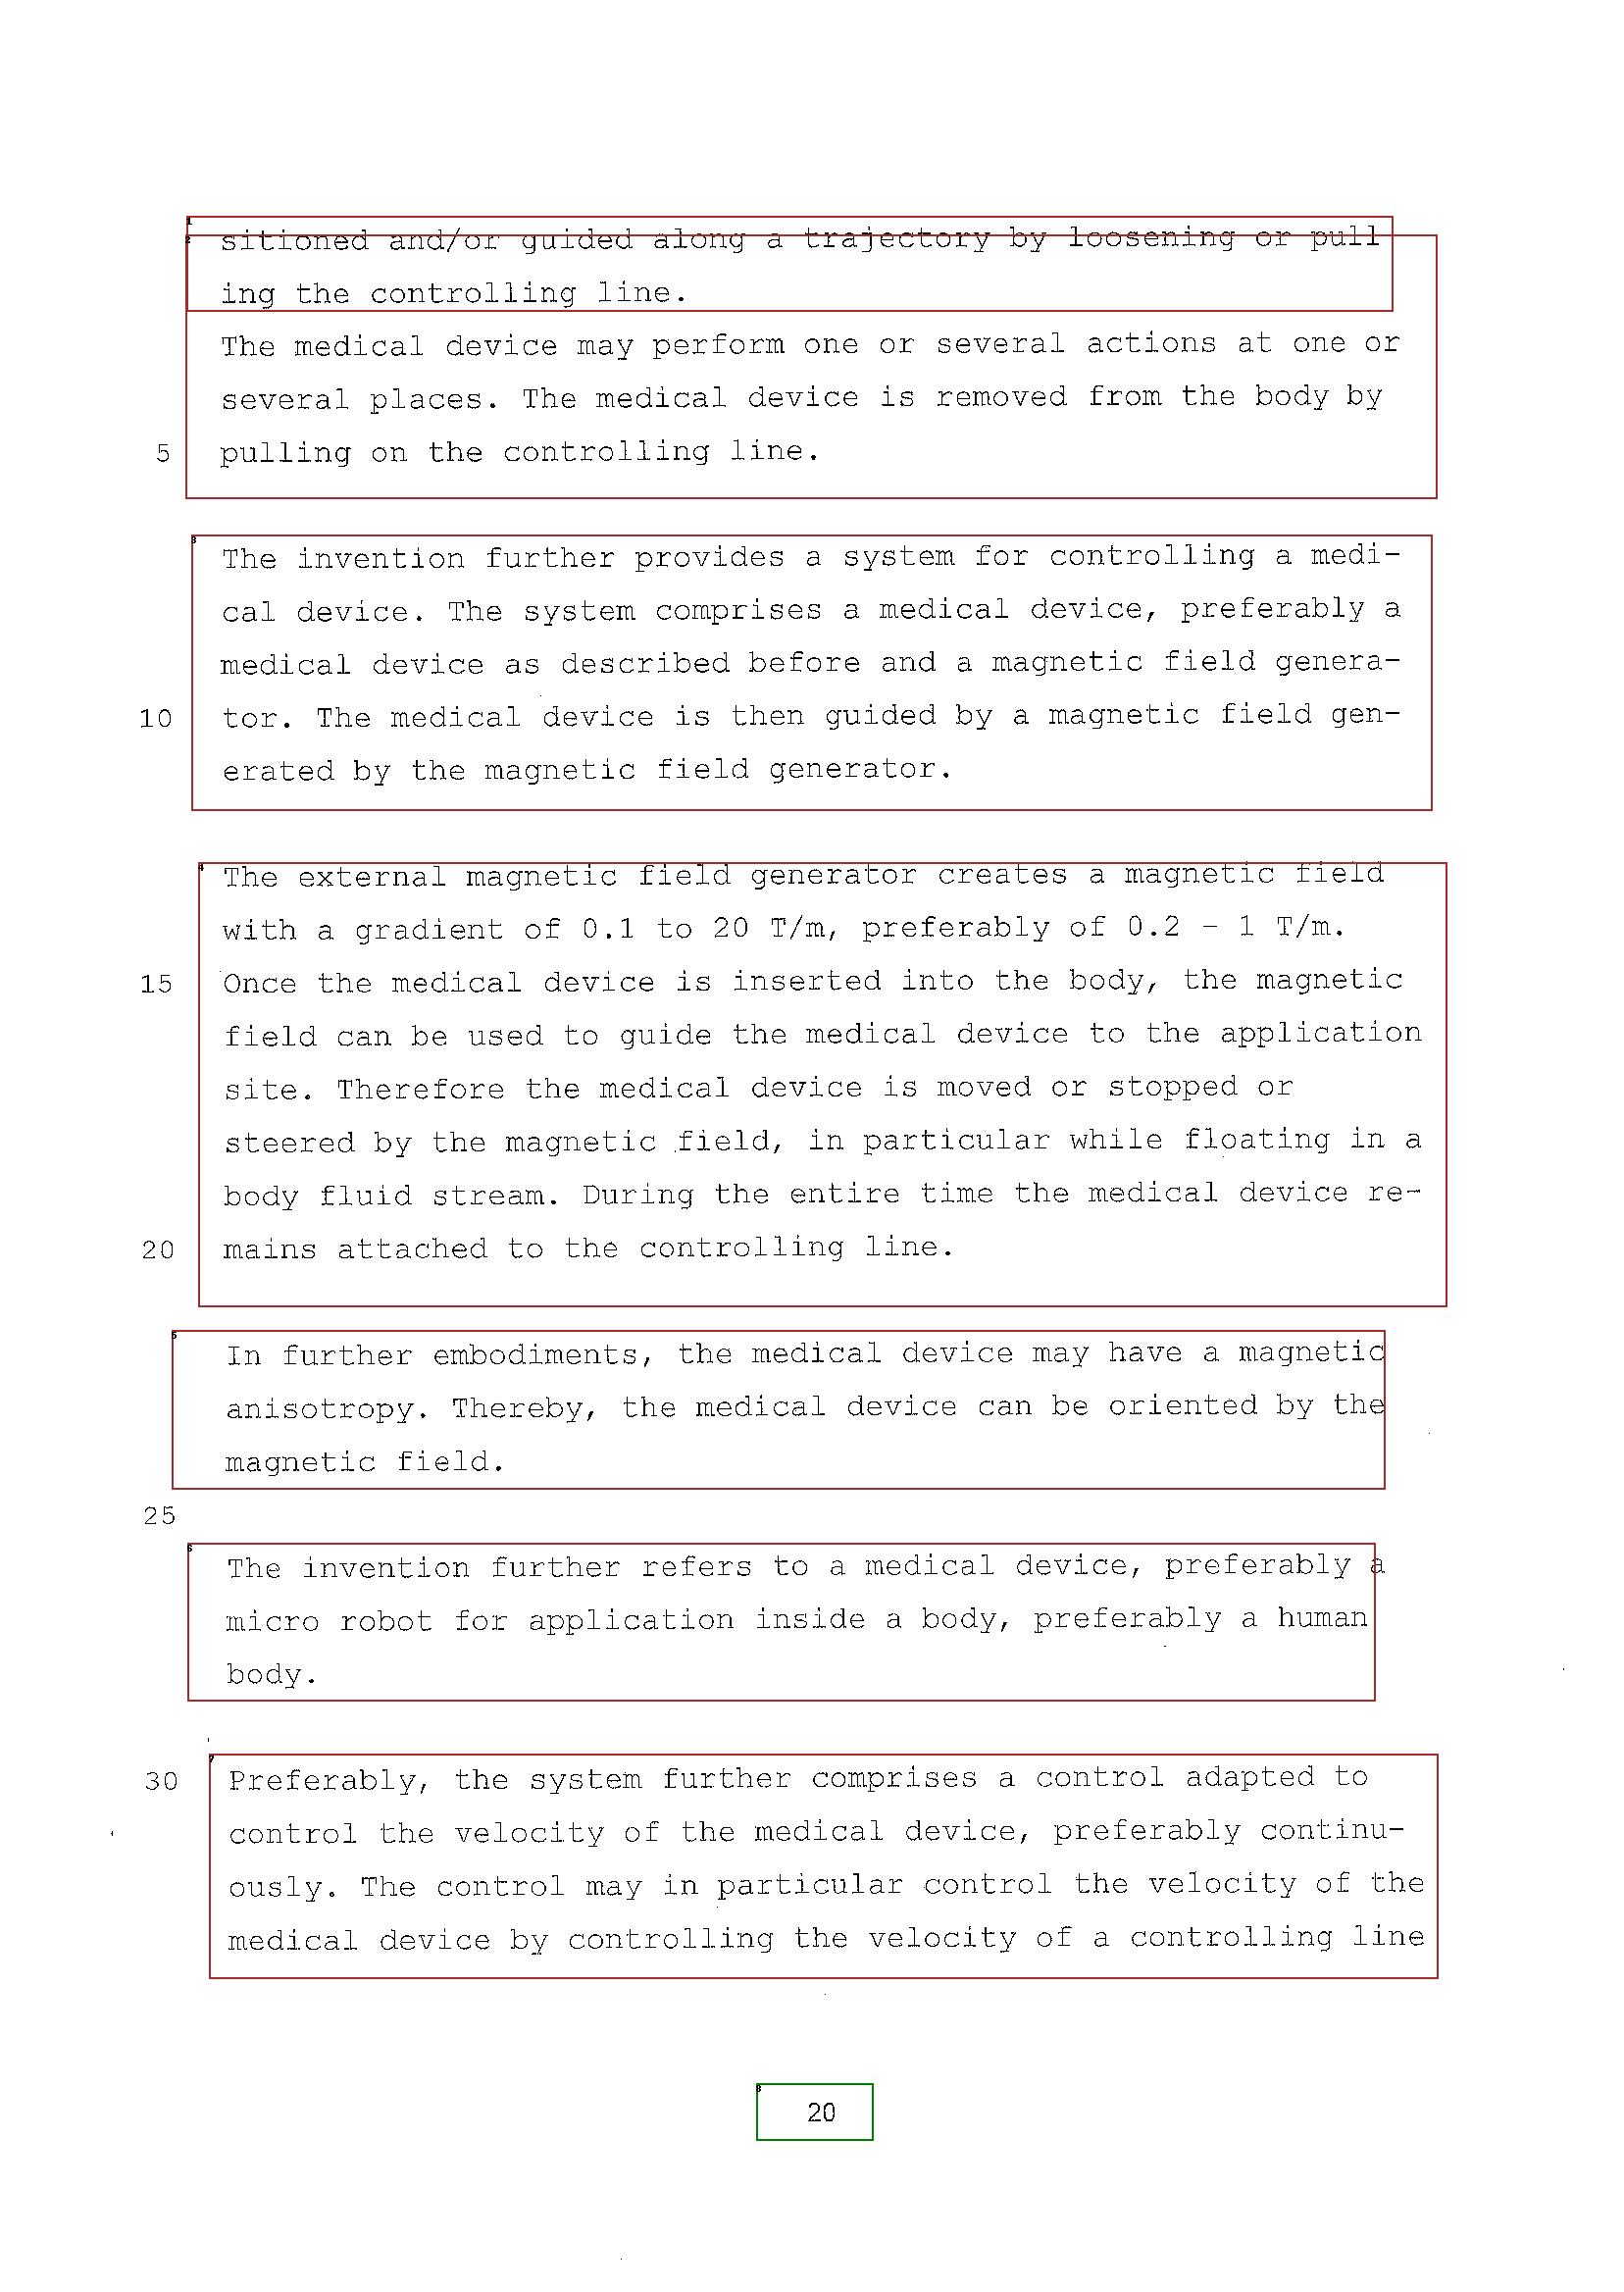 sitioned and/or guided along a trajectory by loosening or pull
ing the controlling line.
The medical device may perform one or several actions at one or
several places. The medical device is removed from the body by
5 pulling on the controlling line.
The invention further provides a system for controlling a medi-
cal device. The system comprises a medical device, preferably a
medical device as described before and a magnetic field genera-
10 tor. The medical device is then guided by a magnetic field gen-
erated by the magnetic field generator.
The external magnetic field generator creates a magnetic field
with a gradient of 0.1 to 20 T/m, preferably of 0.2 - 1 T/m.
15 Once the medical device is inserted into the body, the magnetic
field can be used to guide the medical device to the application
site. Therefore the medical device is moved or stopped or
steered by the magnetic field, in particular while floating in a
body fluid stream. During the entire time the medical device re-
20 mains attached to the controlling line.
In further embodiments, the medical device may have a magnetic
anisotropy. Thereby, the medical device can be oriented by the
magnetic field.
25
The invention further refers to a medical device, preferably a
micro robot for application inside a body, preferably a human
body.
30 Preferably, the system further comprises a control adapted to
control the velocity of the medical device, preferably continu-
ously. The control may in particular control the velocity of the
medical device by controlling the velocity of a controlling line
20